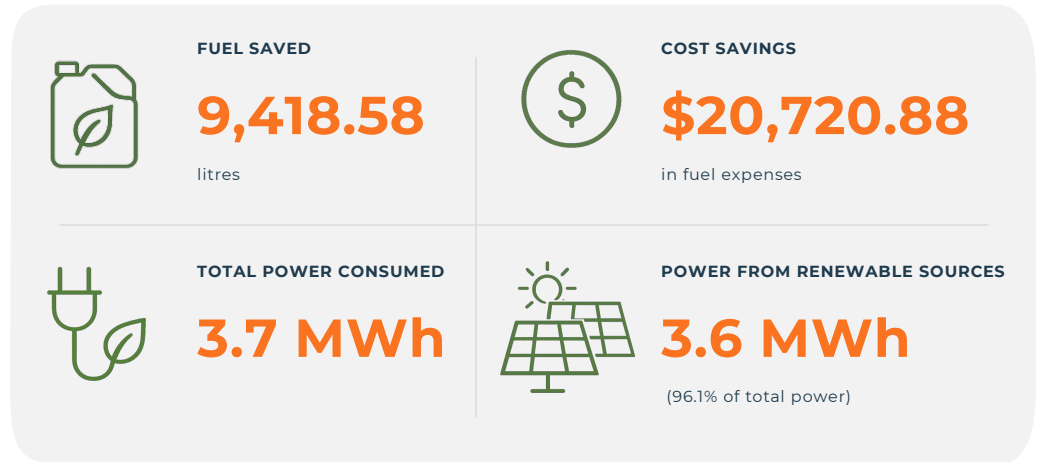 FUEL SAVED
9,418.58
litres
COST SAVINGS
$20,720.88
in fuel expenses
TOTAL POWER CONSUMED
3.7 MWh
POWER FROM RENEWABLE SOURCES
3.6 MWh
(96.1% of total power)